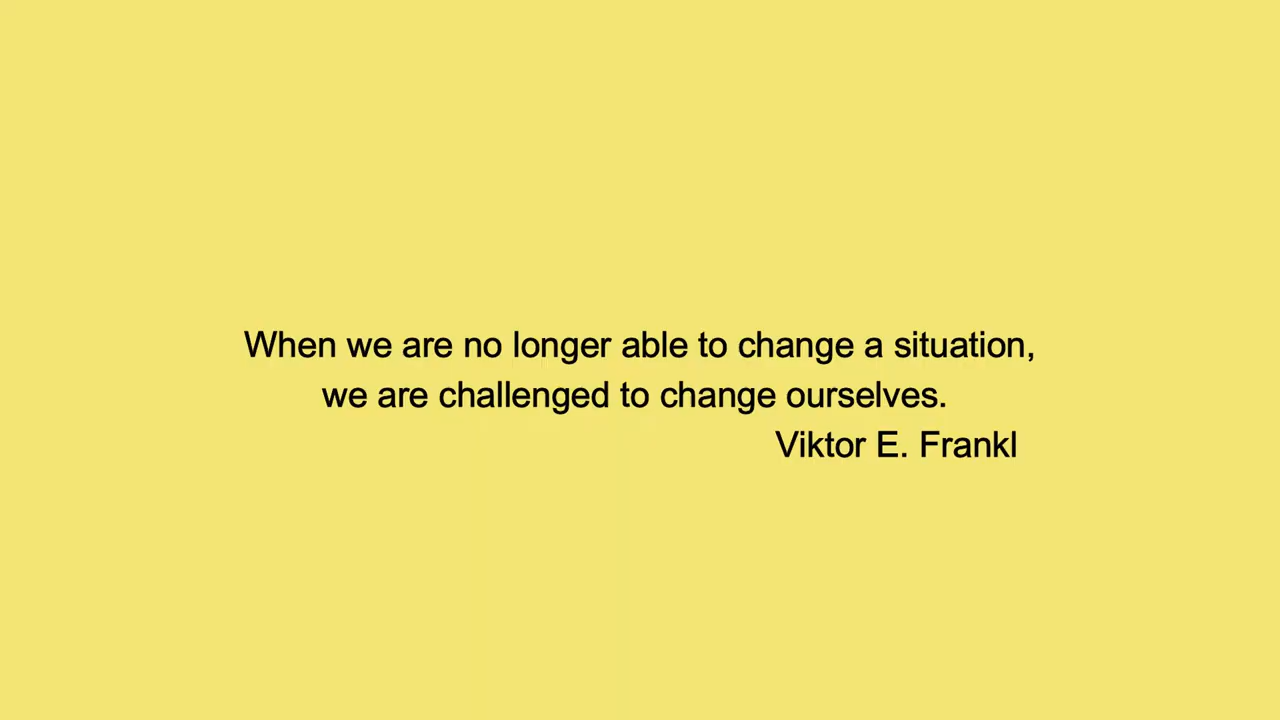 When we are no longer able to change a situation,
we are challenged to change ourselves.
Viktor E. Frankl